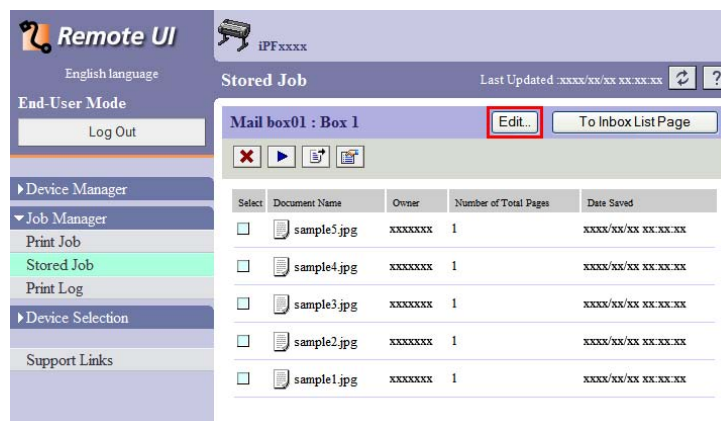 Remote UI
English language
End-User Mode
Log Out
Device Manager
Job Manager
Print Job
Stored Job
Print Log
Device Selection
Support Links
iPFxxxx
Stored Job Last Updated :xxxx/xx/xx xx:xx:xx ?
Mail box01 : Box 1 Edit... To Inbox List Page
Select Document Name Owner Number of Total Pages Date Saved
sample5.jpg xxxxxxx 1 xxxx/xx/xx xx:xx:xx
sample4.jpg xxxxxxx 1 xxxx/xx/xx xx:xx:xx
sample3.jpg xxxxxxx 1 xxxx/xx/xx xx:xx:xx
sample2.jpg xxxxxxx 1 xxxx/xx/xx xx:xx:xx
sample1.jpg xxxxxxx 1 xxxx/xx/xx xx:xx:xx